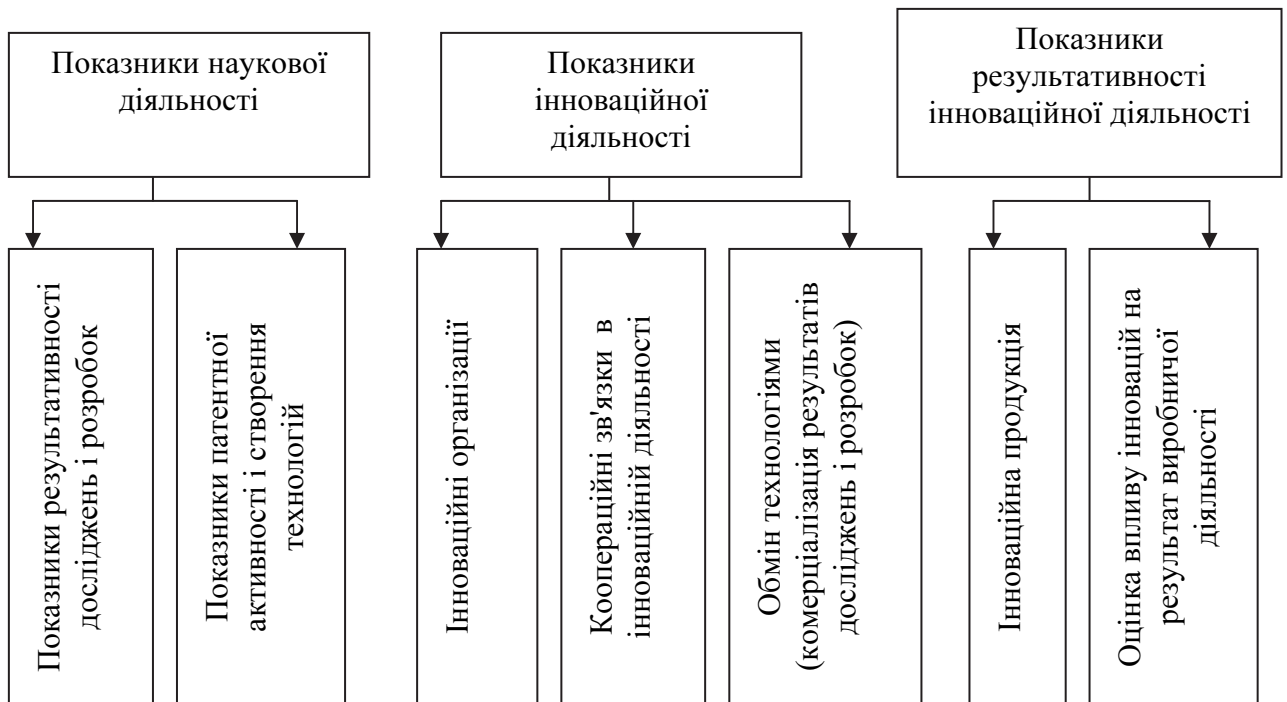 Показники наукової
діяльності
Показники
інноваційної
діяльності
Показники
результативності
інноваційної діяльності
Показники результативності
досліджень і розробок
Показники патентної
активності і створення
технологій
Інноваційні організації
Коопераційні зв'язки в
інноваційній діяльності
Обмін технологіями
(комерціалізація результатів
досліджень і розробок)
Інноваційна продукція
Оцінка впливу інновацій на
результат виробничої
діяльності